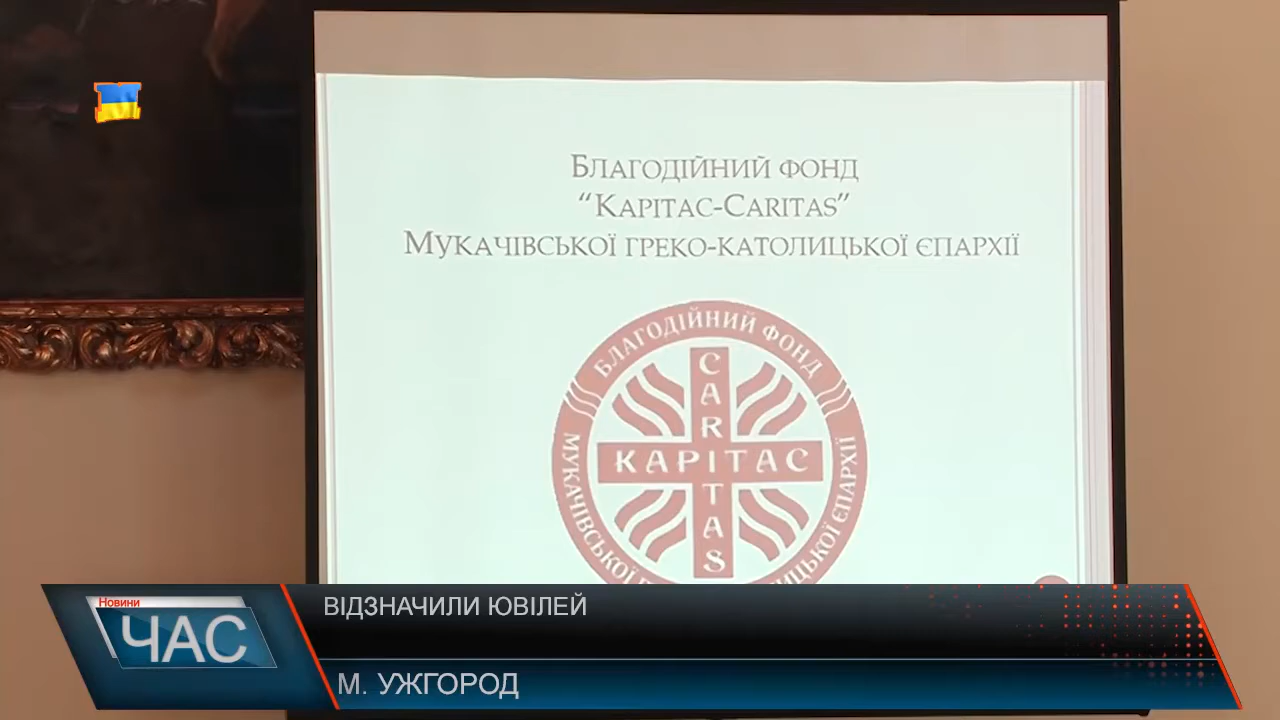 Благодійний фонд
“Карітас-Caritas”
Мукачівської греко-католицької єпархії
БЛАГОДІЙНИЙ ФОНД
CARITAS
КАРІТАС
МУКАЧІВСЬКОЇ
ЄПАРХІЇ
Новини
ЧАС
ВІДЗНАЧИЛИ ЮВІЛЕЙ
М. УЖГОРОД